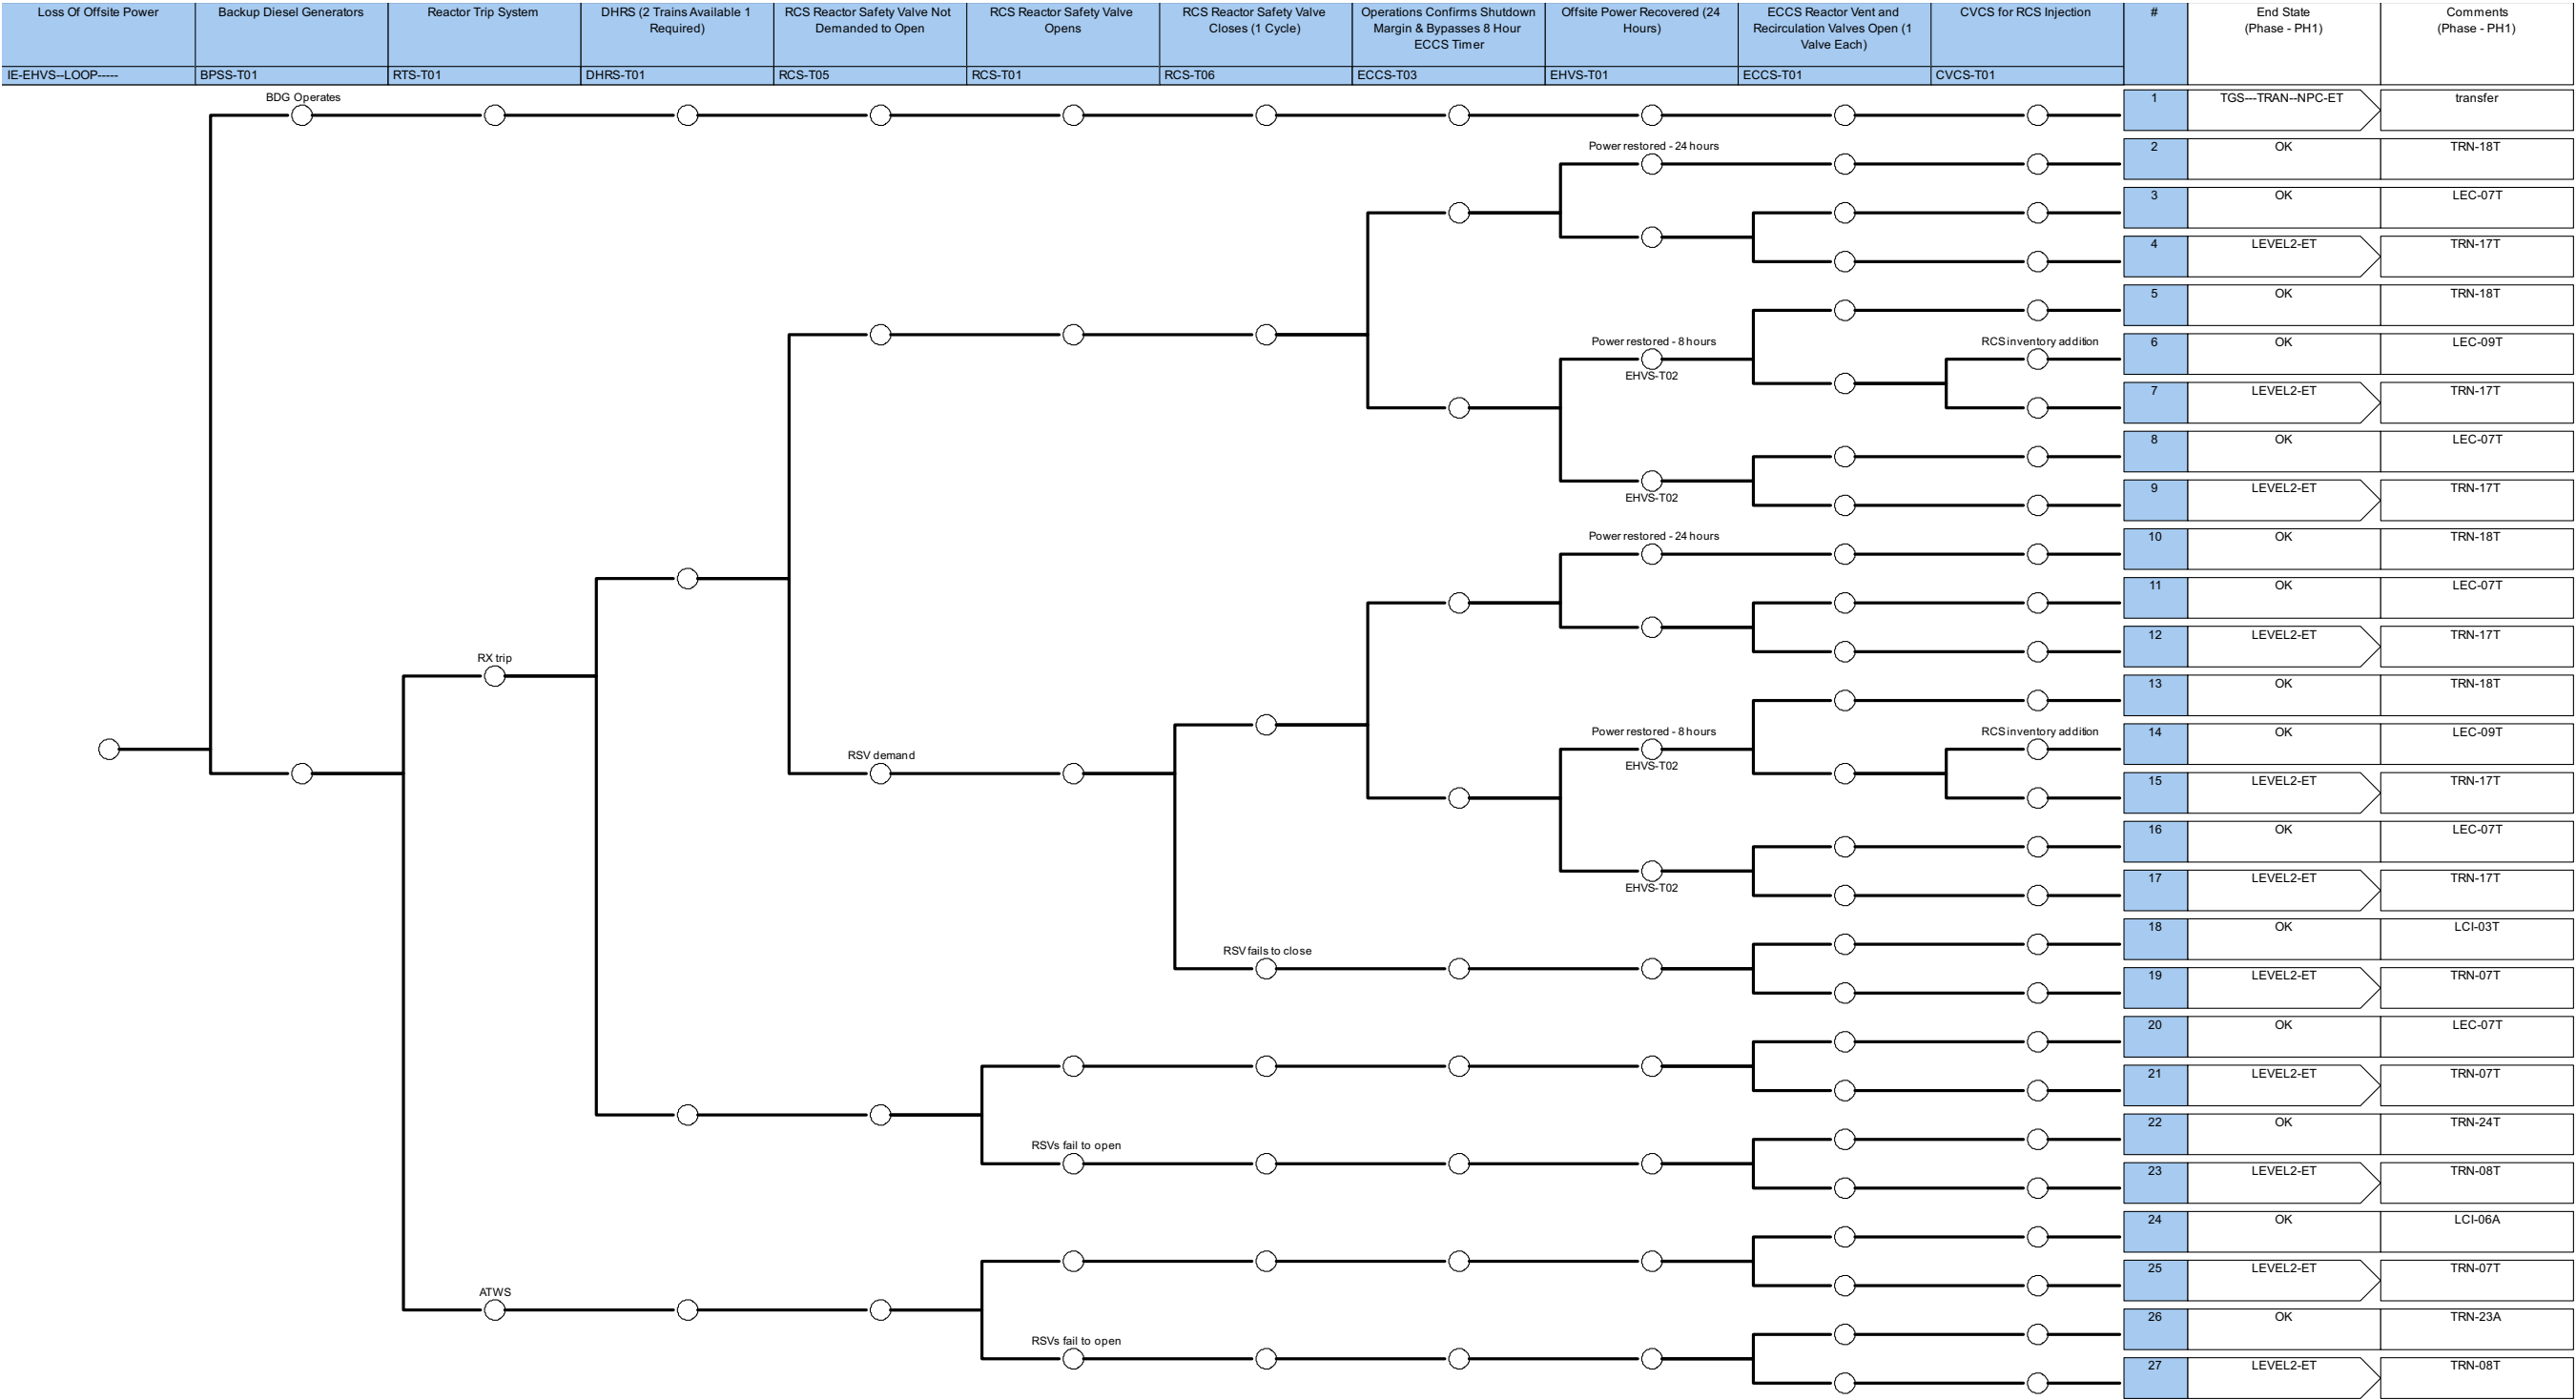 Loss Of Offsite Power
Backup Diesel Generators
Reactor Trip System
DHRS (2 Trains Available 1
Required)
RCS Reactor Safety Valve Not
Demanded to Open
RCS Reactor Safety Valve
Opens
RCS Reactor Safety Valve
Closes (1 Cycle)
Operations Confirms Shutdown
Margin & Bypasses 8 Hour
ECCS Timer
Offsite Power Recovered (24
Hours)
ECCS Reactor Vent and
Recirculation Valves Open (1
Valve Each)
CVCS for RCS Injection
#
End State
(Phase - PH1)
Comments
(Phase - PH1)
IE-EHVS--LOOP-----
BPSS-T01
RTS-T01
DHRS-T01
RCS-T05
RCS-T01
RCS-T06
ECCS-T03
EHVS-T01
ECCS-T01
CVCS-T01
BDG Operates
1 TGS---TRAN--NPC-ET transfer
Power restored - 24 hours
2 OK TRN-18T
3 OK LEC-07T
4 LEVEL2-ET TRN-17T
5 OK TRN-18T
Power restored - 8 hours
EHVS-T02
RCS inventory addition
6 OK LEC-09T
7 LEVEL2-ET TRN-17T
8 OK LEC-07T
EHVS-T02
9 LEVEL2-ET TRN-17T
Power restored - 24 hours
10 OK TRN-18T
11 OK LEC-07T
12 LEVEL2-ET TRN-17T
RX trip
13 OK TRN-18T
Power restored - 8 hours
EHVS-T02
RCS inventory addition
14 OK LEC-09T
RSV demand
15 LEVEL2-ET TRN-17T
16 OK LEC-07T
EHVS-T02
17 LEVEL2-ET TRN-17T
18 OK LCI-03T
RSV fails to close
19 LEVEL2-ET TRN-07T
20 OK LEC-07T
21 LEVEL2-ET TRN-07T
22 OK TRN-24T
RSVs fail to open
23 LEVEL2-ET TRN-08T
24 OK LCI-06A
25 LEVEL2-ET TRN-07T
ATWS
26 OK TRN-23A
RSVs fail to open
27 LEVEL2-ET TRN-08T